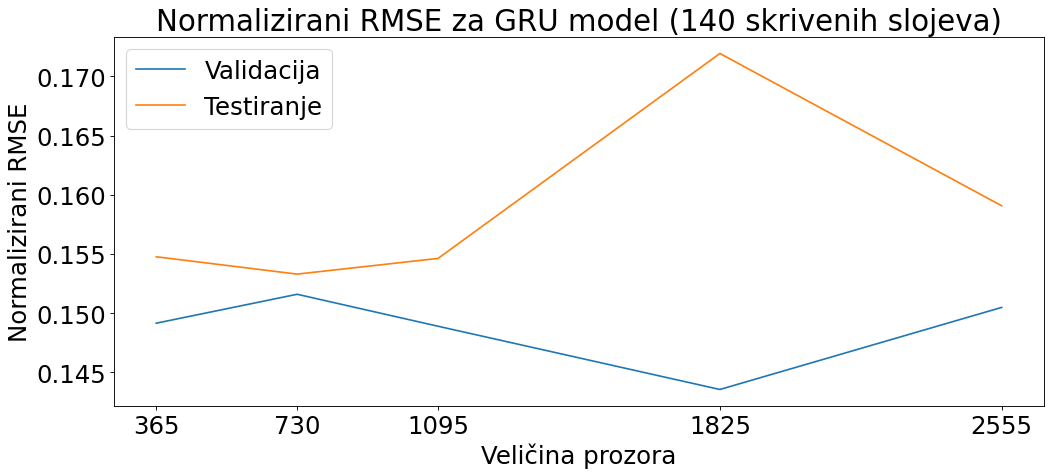 Normalizirani RMSE za GRU model (140 skrivenih slojeva)
Validacija
Testiranje
Normalizirani RMSE
0.170
0.165
0.160
0.155
0.150
0.145
365 730 1095 1825 2555
Veličina prozora